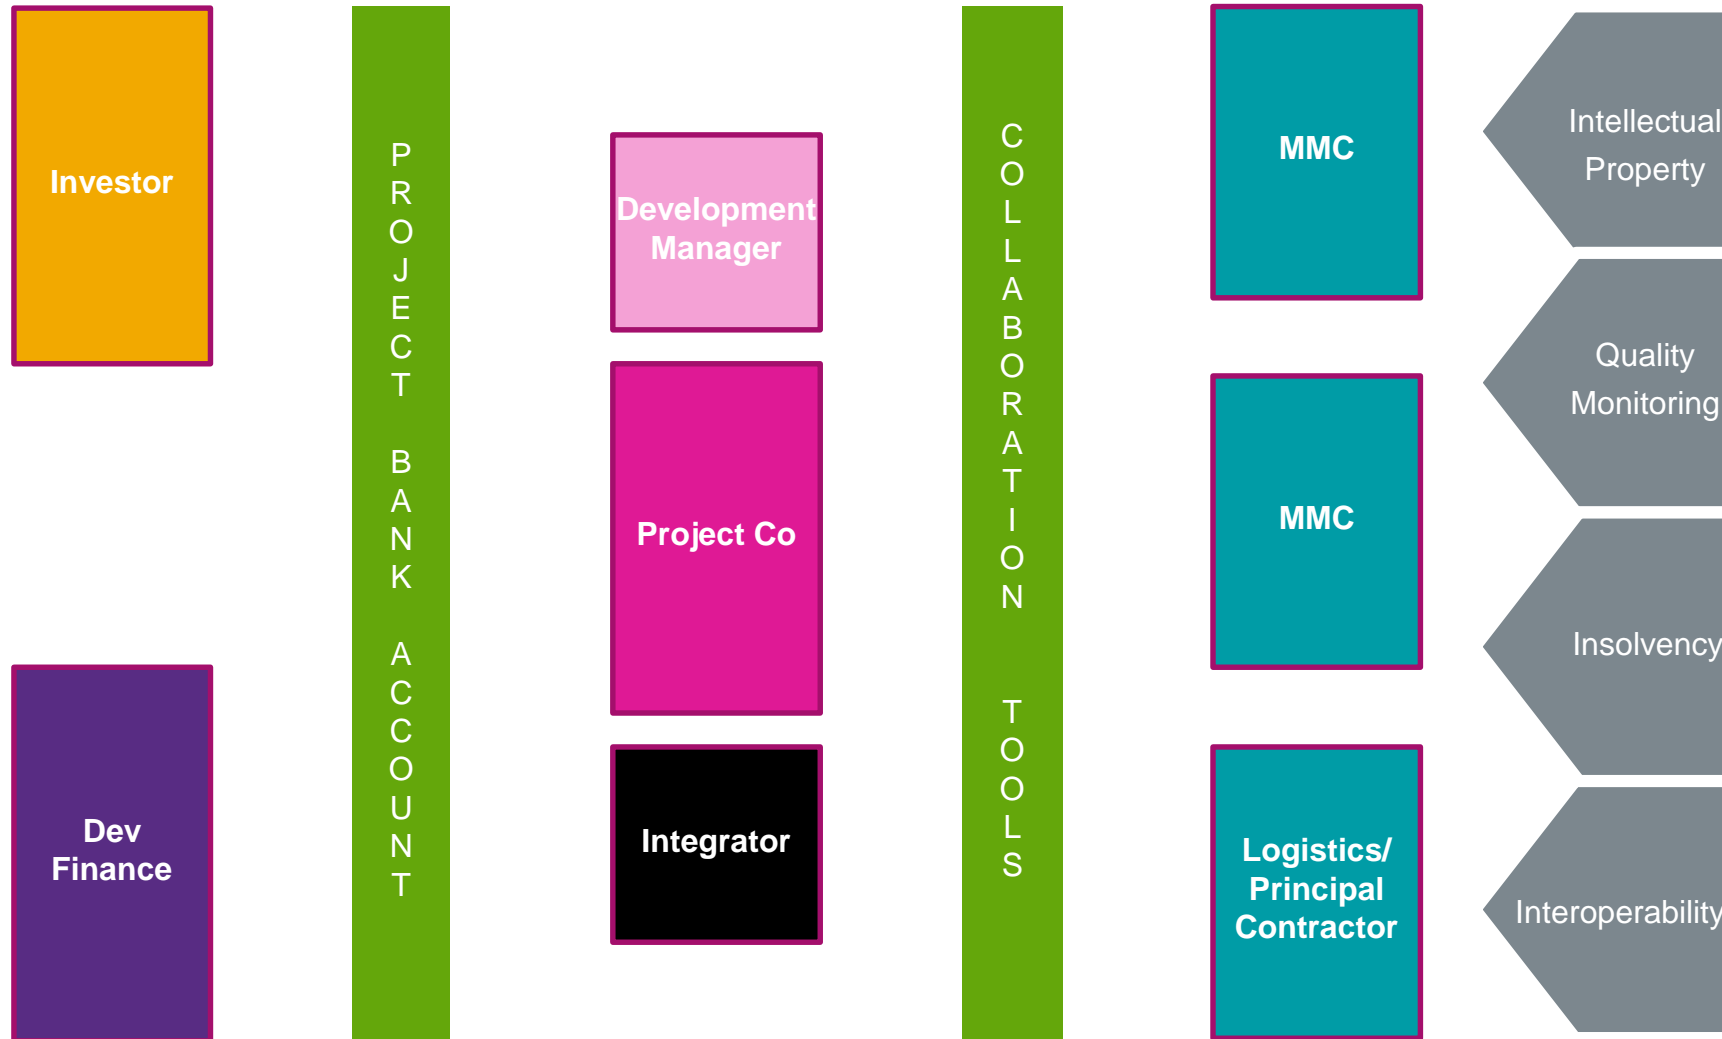 Investor
Dev
Finance
PROJECT BANK ACCOUNT
Development
Manager
Project Co
Integrator
COLLABORATION TOOLS
MMC
MMC
Logistics/
Principal
Contractor
Intellectual
Property
Quality
Monitoring
Insolvency
Interoperability